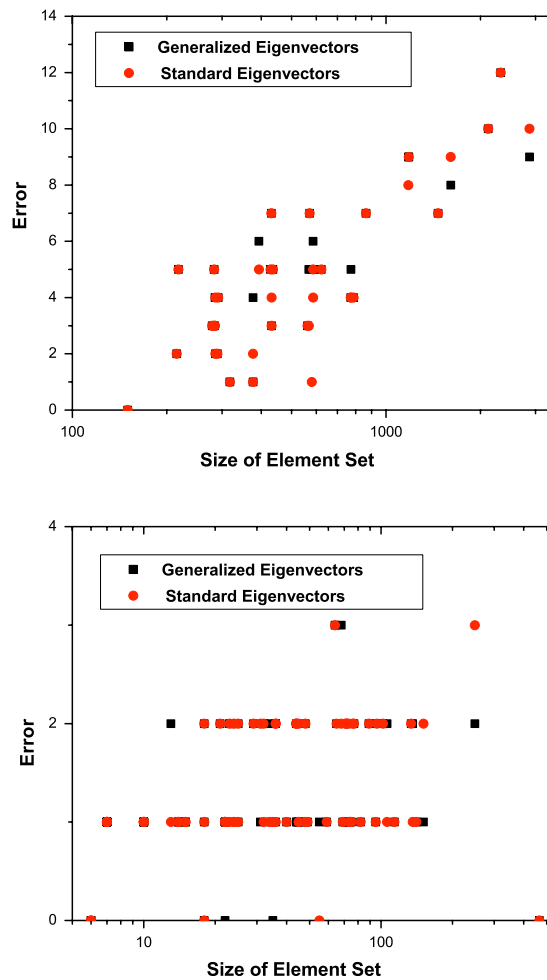 14
12
10
8
6
4
2
0
Error
Generalized Eigenvectors
Standard Eigenvectors
100
1000
Size of Element Set
4
2
0
Error
Generalized Eigenvectors
Standard Eigenvectors
10
100
Size of Element Set